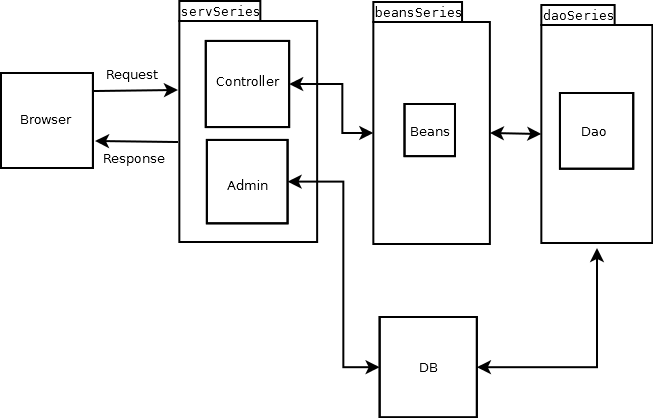 servSeries
beansSeries
daoSeries
Request
Controller
Browser
Beans
Dao
Response
Admin
DB